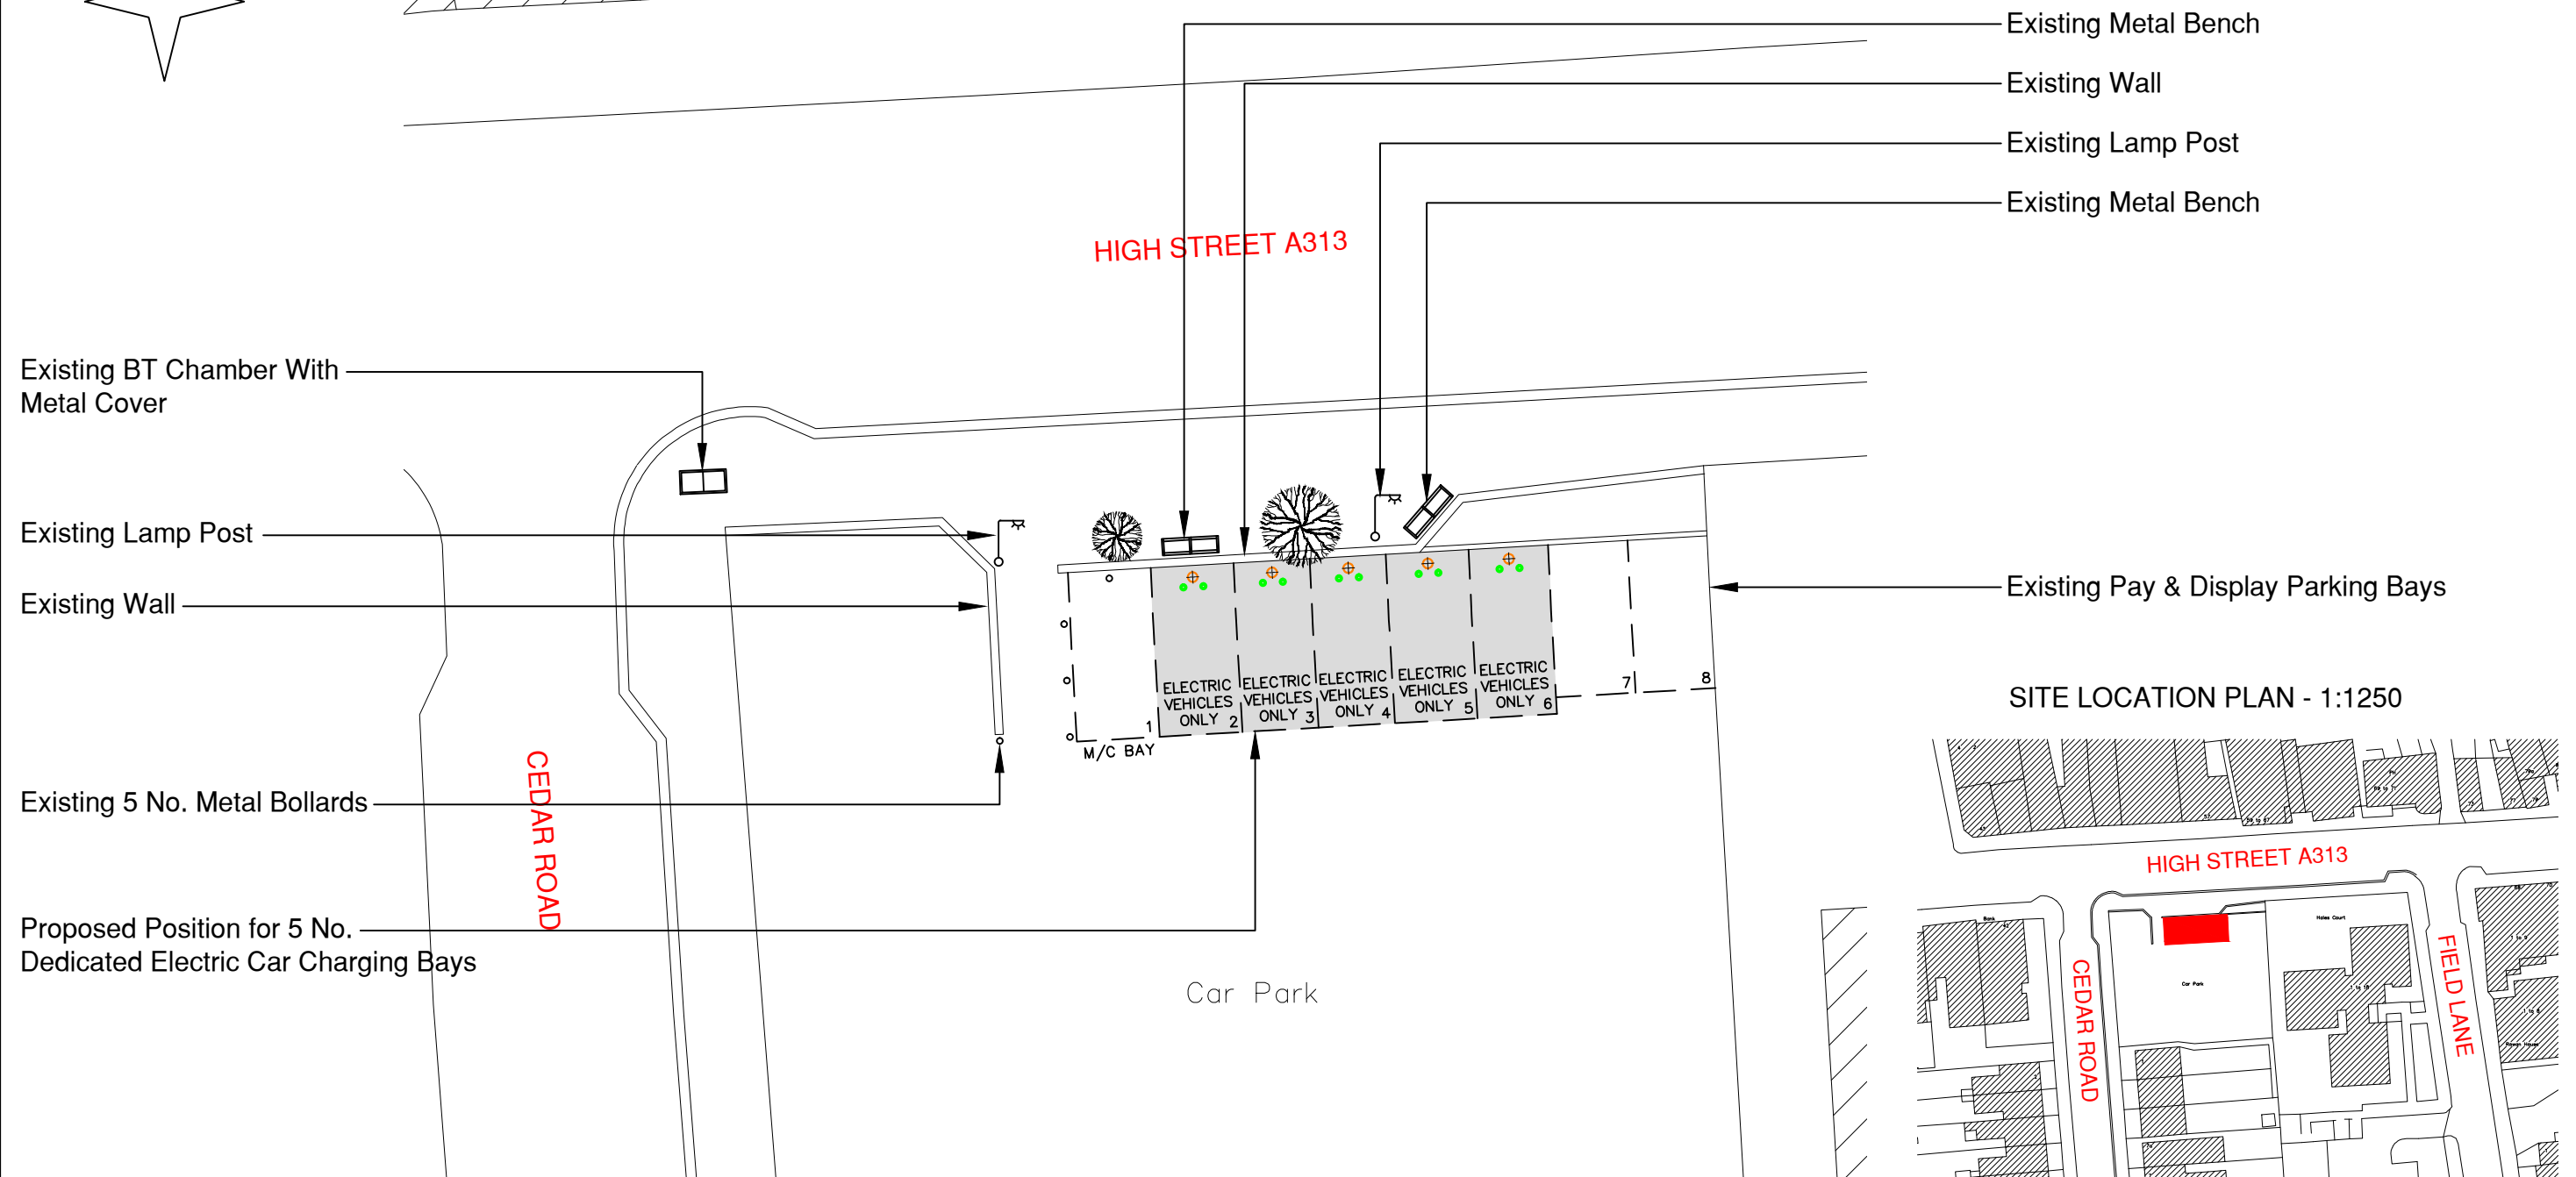 Existing Metal Bench
Existing Wall
Existing Lamp Post
Existing Metal Bench
HIGH STREET A313
Existing BT Chamber With
Metal Cover
Existing Lamp Post
Existing Wall
Existing Pay & Display Parking Bays
ELECTRIC
VEHICLES
ONLY 2
ELECTRIC
VEHICLES
ONLY 3
ELECTRIC
VEHICLES
ONLY 4
ELECTRIC
VEHICLES
ONLY 5
ELECTRIC
VEHICLES
ONLY 6
7
8
1
M/C BAY
CEDAR ROAD
Existing 5 No. Metal Bollards
Proposed Position for 5 No.
Dedicated Electric Car Charging Bays
Car Park
SITE LOCATION PLAN - 1:1250
HIGH STREET A313
Bank
Car Park
CEDAR ROAD
FIELD LANE